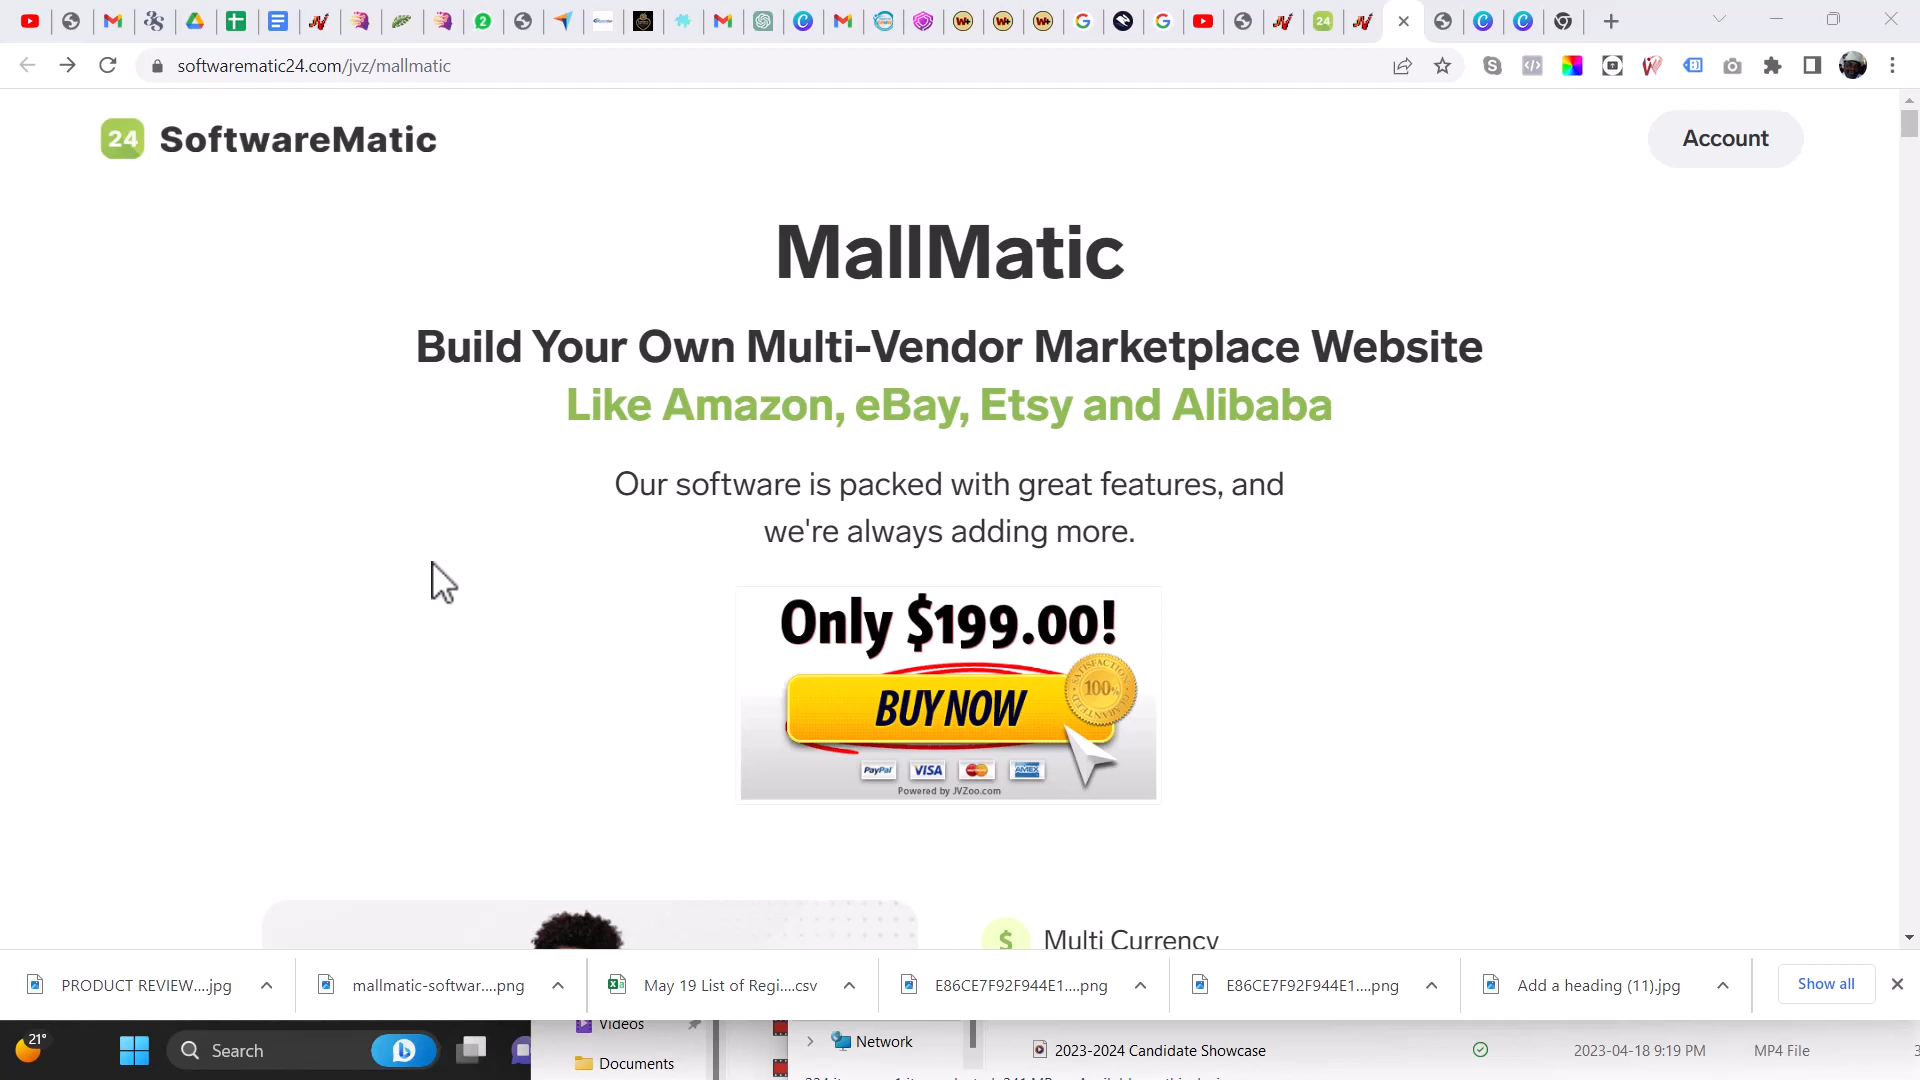 softwarematic24.com/jvz/mallmatic
24 SoftwareMatic
Account
MallMatic
Build Your Own Multi-Vendor Marketplace Website
Like Amazon, eBay, Etsy and Alibaba
Our software is packed with great features, and
we're always adding more.
Only $199.00!
BUY NOW
SATISFACTION
100%
GUARANTEED
PayPal VISA MasterCard AMEX
Powered by JVZoo.com
$ Multi Currency
PRODUCT REVIEW....jpg
mallmatic-softwar....png
May 19 List of Regi....csv
E86CE7F92F944E1....png
E86CE7F92F944E1....png
Add a heading (11).jpg
Show all
21°
Search
Videos
Documents
Network
2023-2024 Candidate Showcase
2023-04-18 9:19 PM
MP4 File